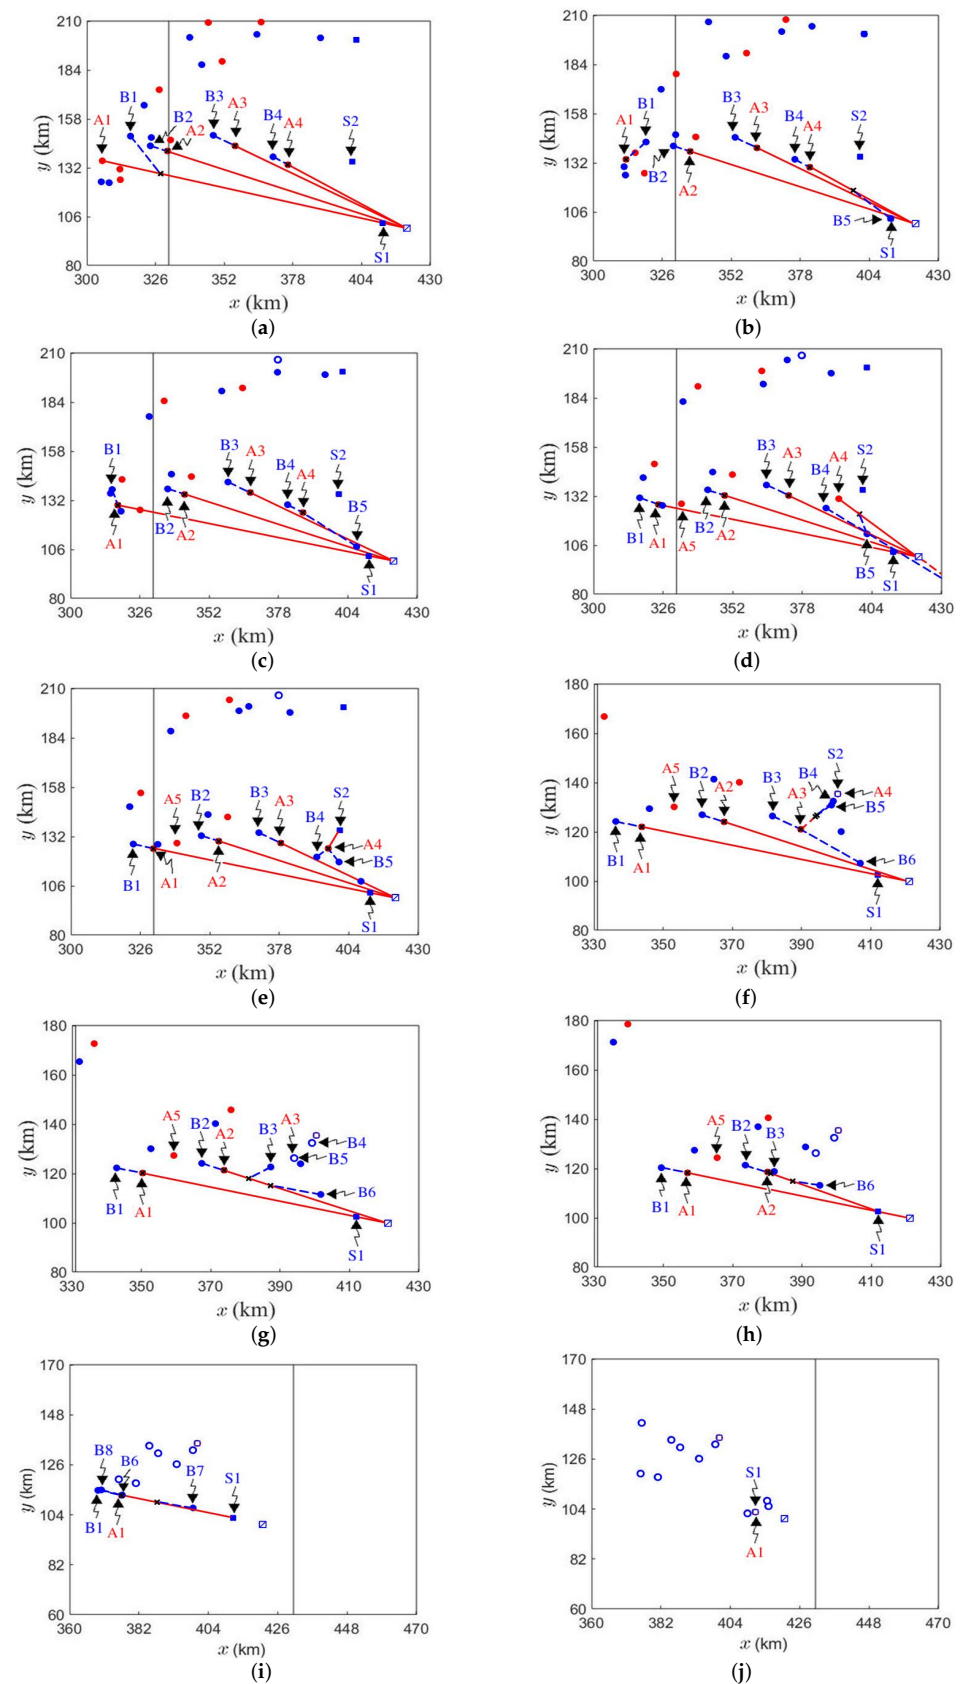 210
184
158
132
106
80
y (km)
B1
A1
B2
A2
B3
A3
B4
A4
S2
S1
300 326 352 378 404 430
x (km)
(a)
210
184
158
132
106
80
y (km)
B1
A1
B2
A2
B3
A3
B4
A4
S2
B5
S1
300 326 352 378 404 430
x (km)
(b)
210
184
158
132
106
80
y (km)
B1
A1
B2
A2
B3
A3
B4
A4
S2
B5
S1
300 326 352 378 404 430
x (km)
(c)
210
184
158
132
106
80
y (km)
B1
A1
A5
B2
A2
B3
A3
B4
A4
S2
B5
S1
300 326 352 378 404 430
x (km)
(d)
210
184
158
132
106
80
y (km)
B1
A1
A5
B2
A2
B3
A3
B4
S2
A4
B5
S1
300 326 352 378 404 430
x (km)
(e)
180
160
140
120
100
80
y (km)
B1
A1
A5
B2
A2
B3
A3
B4
S2
A4
B5
B6
S1
330 350 370 390 410 430
x (km)
(f)
180
160
140
120
100
80
y (km)
B1
A1
A5
B2
A2
B3
A3
B4
B5
B6
S1
330 350 370 390 410 430
x (km)
(g)
180
160
140
120
100
80
y (km)
B1
A1
A5
B2
A2
B3
B6
S1
330 350 370 390 410 430
x (km)
(h)
170
148
126
104
82
60
y (km)
B8
B6
B7
S1
B1
A1
360 382 404 426 448 470
x (km)
(i)
170
148
126
104
82
60
y (km)
S1
A1
360 382 404 426 448 470
x (km)
(j)